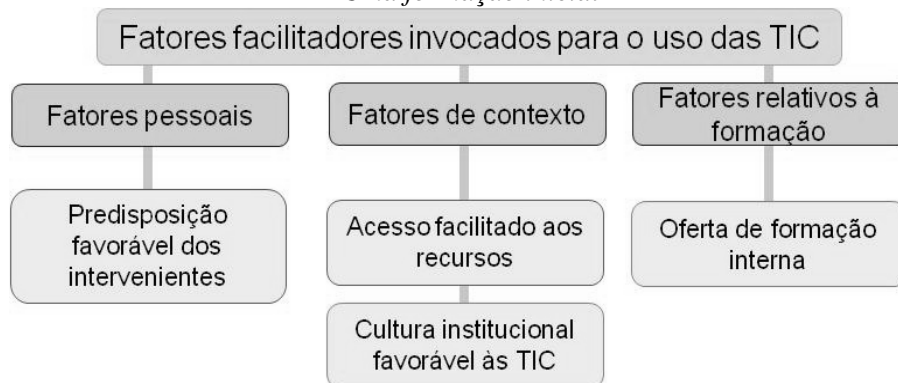 Fatores facilitadores invocados para o uso das TIC
Fatores pessoais
Fatores de contexto
Fatores relativos à
formação
Predisposição
favorável dos
intervenientes
Acesso facilitado aos
recursos
Oferta de formação
interna
Cultura institucional
favorável às TIC